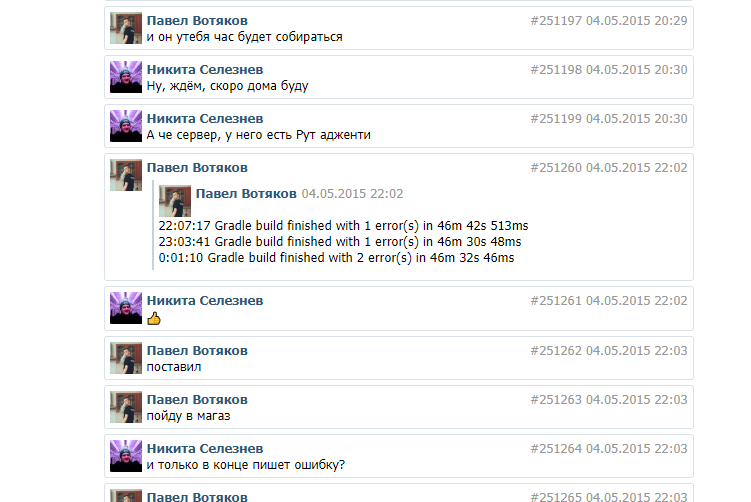 Павел Вотяков #251197 04.05.2015 20:29
и он утебя час будет собираться
Никита Селезнев #251198 04.05.2015 20:30
Ну, ждём, скоро дома буду
Никита Селезнев #251199 04.05.2015 20:30
А че сервер, у него есть Рут адженти
Павел Вотяков #251260 04.05.2015 22:02
Павел Вотяков 04.05.2015 22:02
22:07:17 Gradle build finished with 1 error(s) in 46m 42s 513ms
23:03:41 Gradle build finished with 1 error(s) in 46m 30s 48ms
0:01:10 Gradle build finished with 2 error(s) in 46m 32s 46ms
Никита Селезнев #251261 04.05.2015 22:02
👍
Павел Вотяков #251262 04.05.2015 22:03
поставил
Павел Вотяков #251263 04.05.2015 22:03
пойду в магаз
Никита Селезнев #251264 04.05.2015 22:03
и только в конце пишет ошибку?
Павел Вотяков #251265 04.05.2015 22:03